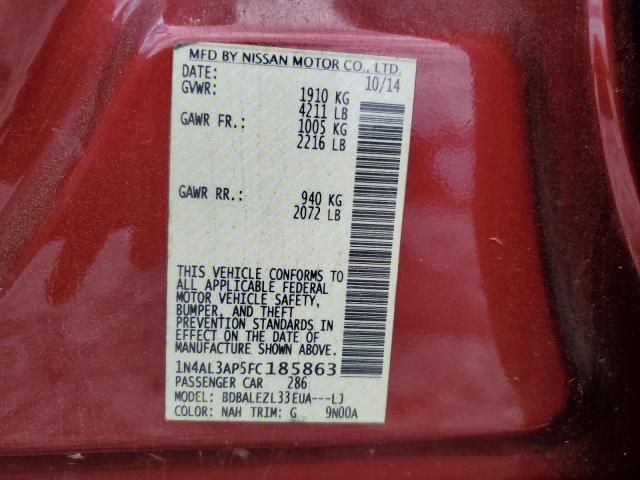 MFD BY NISSAN MOTOR CO., LTD.
DATE: 10/14
GVWR: 1910 KG
4211 LB
GAWR FR.: 1005 KG
2216 LB
GAWR RR.: 940 KG
2072 LB
THIS VEHICLE CONFORMS TO
ALL APPLICABLE FEDERAL
MOTOR VEHICLE SAFETY,
BUMPER, AND THEFT
PREVENTION STANDARDS IN
EFFECT ON THE DATE OF
MANUFACTURE SHOWN ABOVE.
1N4AL3AP5FC185863
PASSENGER CAR 286
MODEL: BDBALEZL33EUA---LJ
COLOR: NAH TRIM: G 9N00A